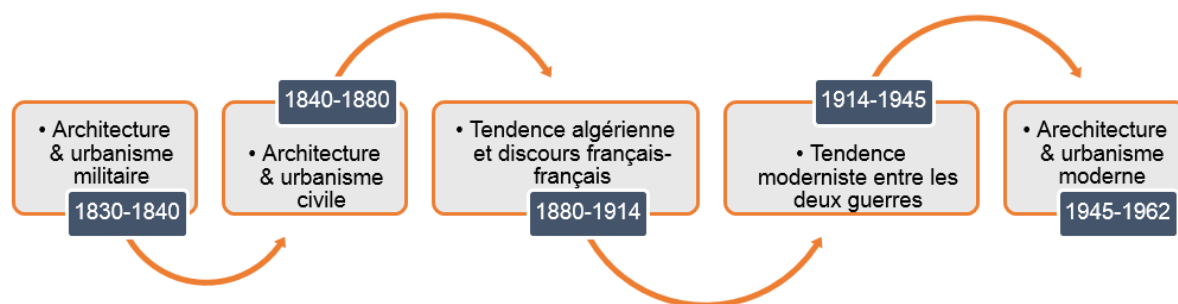 • Architecture
& urbanisme
militaire
1830-1840
1840-1880
• Architecture
& urbanisme
civile
• Tendence algérienne
et discours français-
français
1880-1914
1914-1945
• Tendence
moderniste entre les
deux guerres
• Arechitecture
& urbanisme
moderne
1945-1962